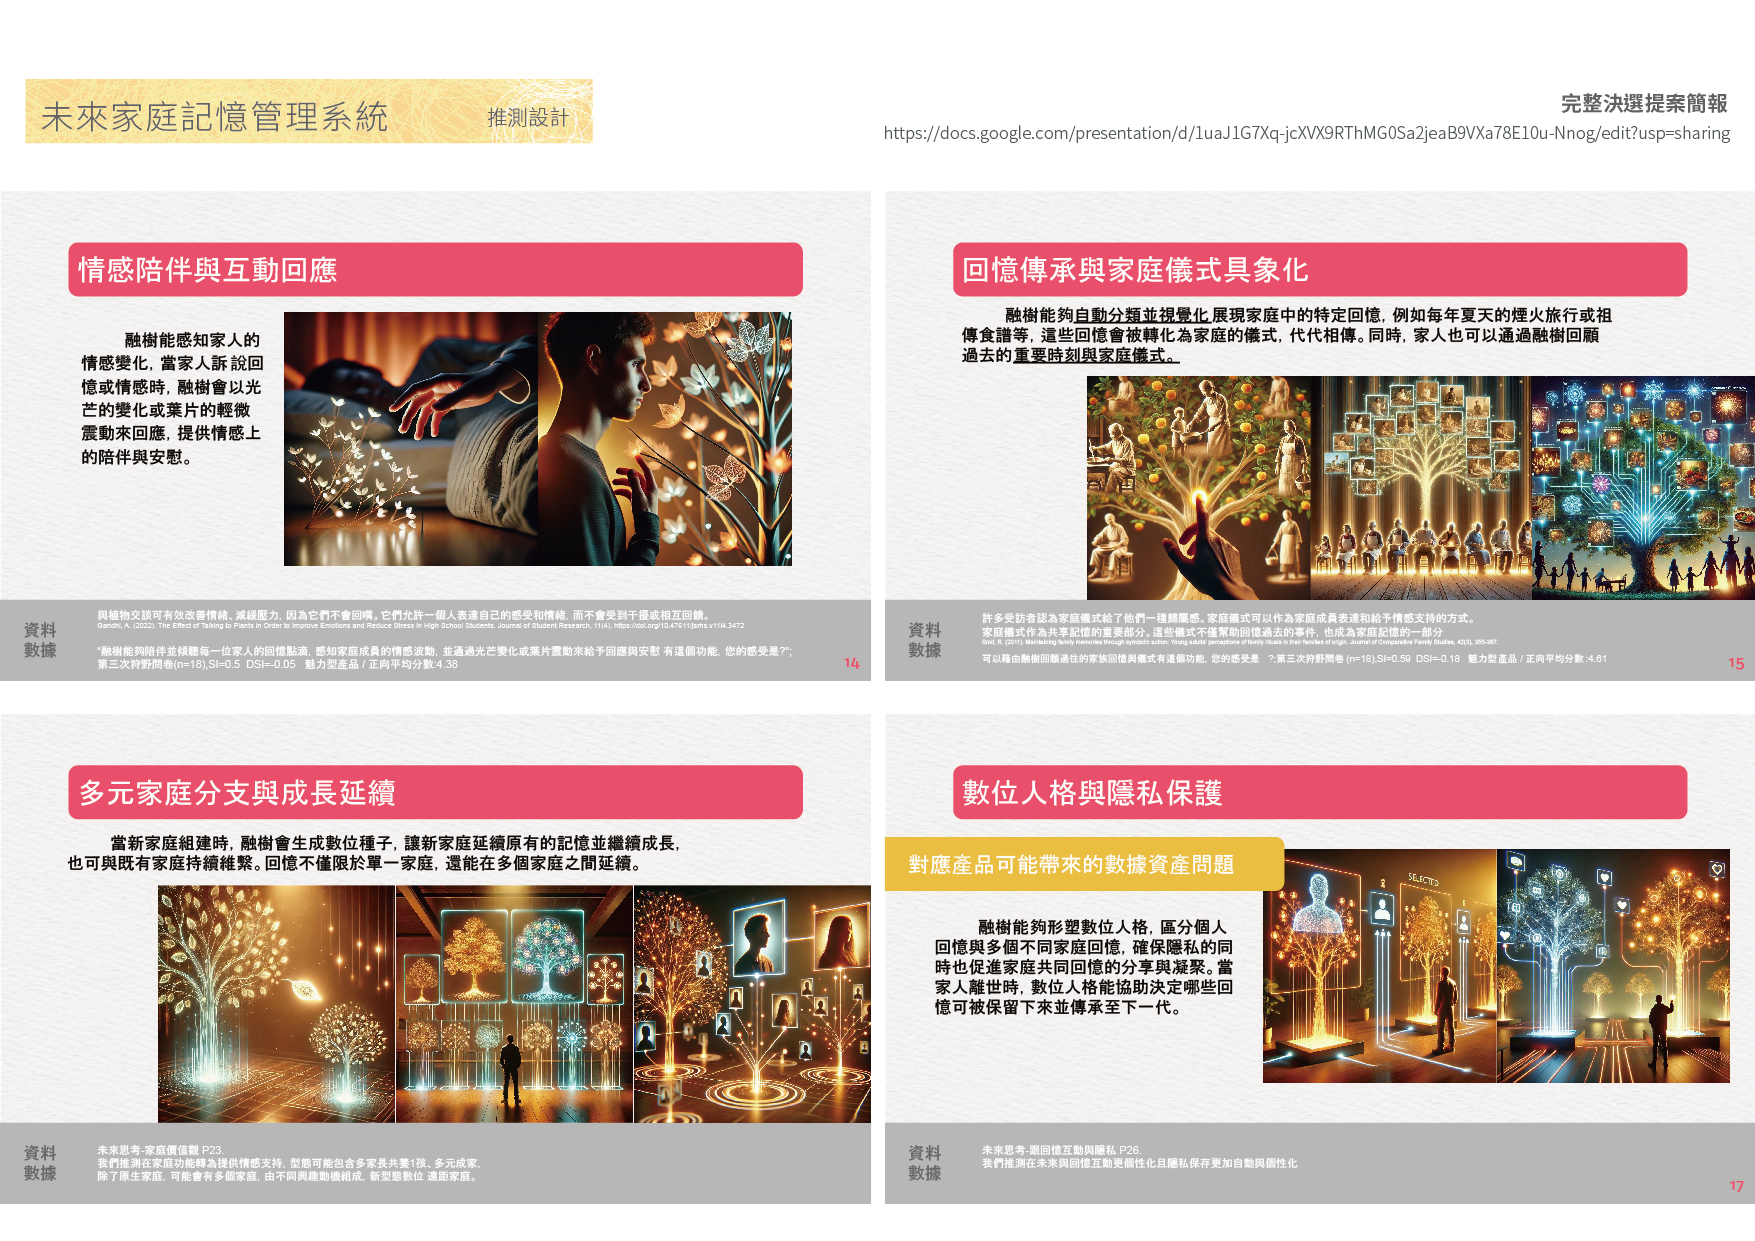 未來家庭記憶管理系統 推測設計
完整決選提案簡報
https://docs.google.com/presentation/d/1uaJ1G7Xq-jcXVX9RThMG0Sa2jeaB9VXa78E10u-Nnog/edit?usp=sharing
情感陪伴與互動回應
融樹能感知家人的
情感變化，當家人訴 說回
憶或情感時，融樹會以光
芒的變化或葉片的輕微
震動來回應，提供情感上
的陪伴與安慰。
資料
數據
與植物交談可有效改善情緒、減緩壓力，因為它們不會回嘴。它們允許一個人表達自己的感受和情緒，而不會受到干擾或相互回饋。
Gandhi, A. (2022). The Effect of Talking to Plants in Order to Improve Emotions and Reduce Stress in High School Students. Journal of Student Research, 11(4). https://doi.org/10.47611/jsrhs.v11i4.3472
"融樹能夠陪伴並傾聽每一位家人的回憶點滴，感知家庭成員的情感波動，並通過光芒變化或葉片震動來給予回應與安慰 有這個功能，您的感受是?";
第三次狩野問卷(n=18),SI=0.5 DSI=-0.05 魅力型產品 / 正向平均分數:4.38
14
回憶傳承與家庭儀式具象化
融樹能夠自動分類並視覺化 展現家庭中的特定回憶，例如每年夏天的煙火旅行或祖
傳食譜等，這些回憶會被轉化為家庭的儀式，代代相傳。同時，家人也可以通過融樹回顧
過去的重要時刻與家庭儀式。
資料
數據
許多受訪者認為家庭儀式給了他們一種歸屬感。家庭儀式可以作為家庭成員表達和給予情感支持的方式。
家庭儀式作為共享記憶的重要部分。這些儀式不僅幫助回憶過去的事件，也成為家庭記憶的一部分
Smit, R. (2011). Maintaining family memories through symbolic action: Young adults' perceptions of family rituals in their families of origin. Journal of Comparative Family Studies, 42(3), 355-367.
可以藉由融樹回顧過往的家族回憶與儀式有這個功能，您的感受是 ?;第三次狩野問卷 (n=18),SI=0.59 DSI=-0.18 魅力型產品 / 正向平均分數 :4.61
15
多元家庭分支與成長延續
當新家庭組建時，融樹會生成數位種子，讓新家庭延續原有的記憶並繼續成長，
也可與既有家庭持續維繫。回憶不僅限於單一家庭，還能在多個家庭之間延續。
資料
數據
未來思考-家庭價值觀 P23.
我們推測在家庭功能轉為提供情感支持，型態可能包含多家長共養1孩、多元成家，
除了原生家庭，可能會有多個家庭，由不同興趣動機組成，新型態數位 遠距家庭。
數位人格與隱私保護
對應產品可能帶來的數據資產問題
融樹能夠形塑數位人格，區分個人
回憶與多個不同家庭回憶，確保隱私的同
時也促進家庭共同回憶的分享與凝聚。當
家人離世時，數位人格能協助決定哪些回
憶可被保留下來並傳承至下一代。
資料
數據
未來思考-跟回憶互動與隱私 P26.
我們推測在未來與回憶互動更個性化且隱私保存更加自動與個性化
17